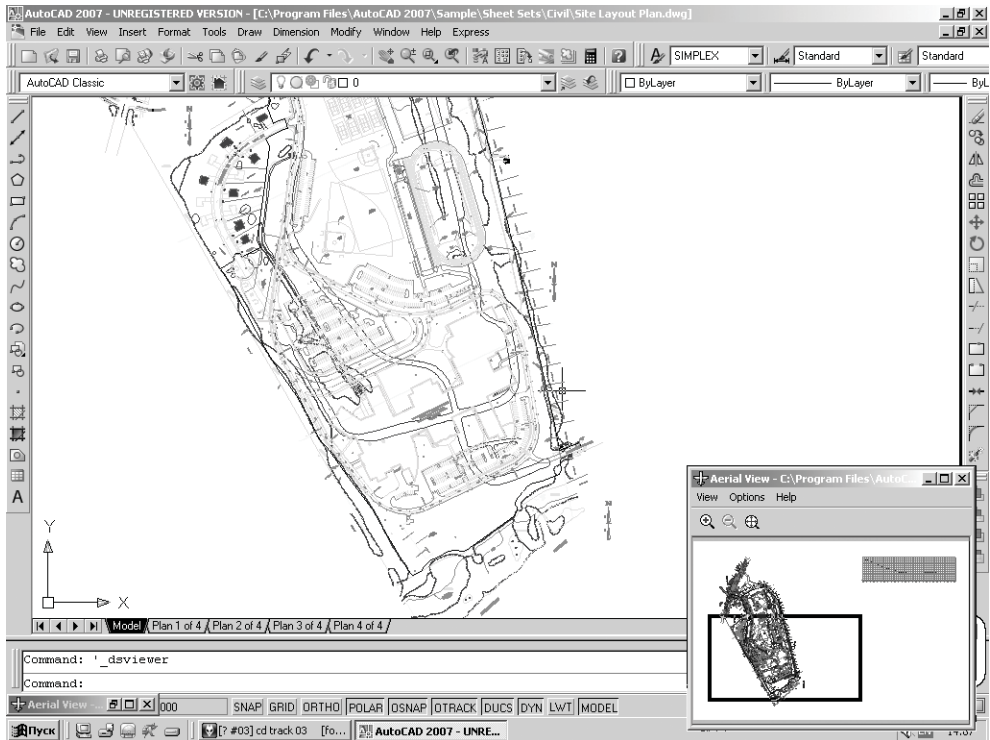 AutoCAD 2007 - UNREGISTERED VERSION - [C:\Program Files\AutoCAD 2007\Sample\Sheet Sets\Civil\Site Layout Plan.dwg]
File Edit View Insert Format Tools Draw Dimension Modify Window Help Express
SIMPLEX Standard Standard
AutoCAD Classic 0 ByLayer ByLayer ByL
A
N
N
N
Y
X
Model Plan 1 of 4 Plan 2 of 4 Plan 3 of 4 Plan 4 of 4
Command: '_dsviewer
Command:
Aerial View - C:\Program Files\AutoC
View Options Help
Aerial View -... 000 SNAP GRID ORTHO POLAR OSNAP OTRACK DUCS DYN LWT MODEL
Пуск [? #03] cd track 03 [fo... AutoCAD 2007 - UNRE...